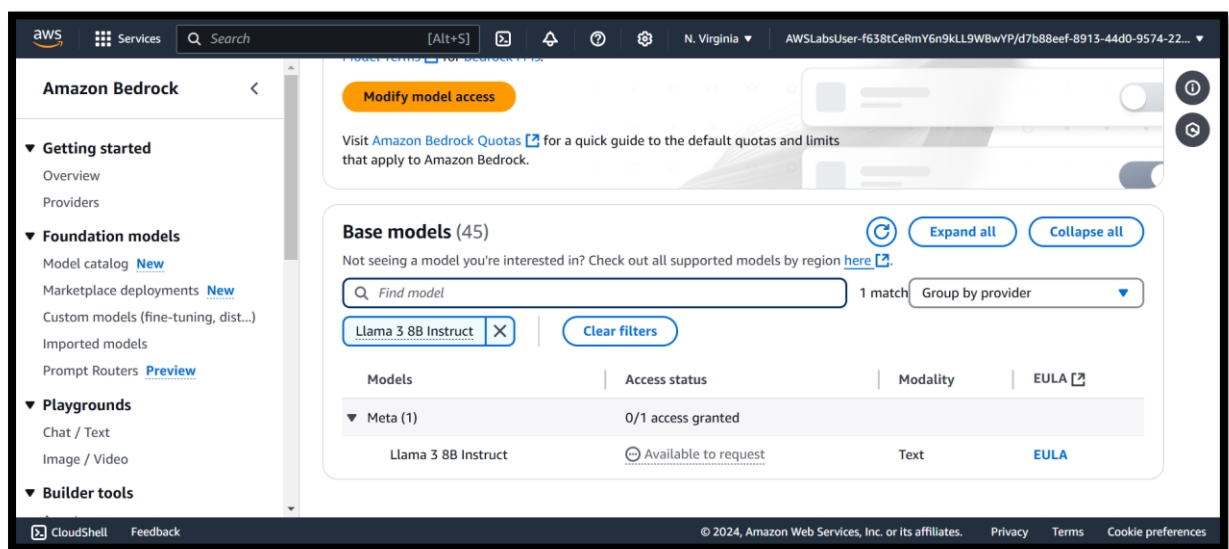 aws
Services
Search [Alt+S]
N. Virginia ▼
AWSLabsUser-f638tCeRmY6n9kLL9WBwYP/d7b88eef-8913-44d0-9574-22... ▼
Amazon Bedrock
Getting started
Overview
Providers
Foundation models
Model catalog New
Marketplace deployments New
Custom models (fine-tuning, dist...)
Imported models
Prompt Routers Preview
Playgrounds
Chat / Text
Image / Video
Builder tools
Model Terms for Bedrock FMs.
Modify model access
Visit Amazon Bedrock Quotas for a quick guide to the default quotas and limits
that apply to Amazon Bedrock.
Base models (45)
Expand all
Collapse all
Not seeing a model you're interested in? Check out all supported models by region here.
Find model
1 match
Group by provider
Llama 3 8B Instruct
Clear filters
Models Access status Modality EULA
Meta (1) 0/1 access granted
Llama 3 8B Instruct Available to request Text EULA
CloudShell Feedback © 2024, Amazon Web Services, Inc. or its affiliates. Privacy Terms Cookie preferences